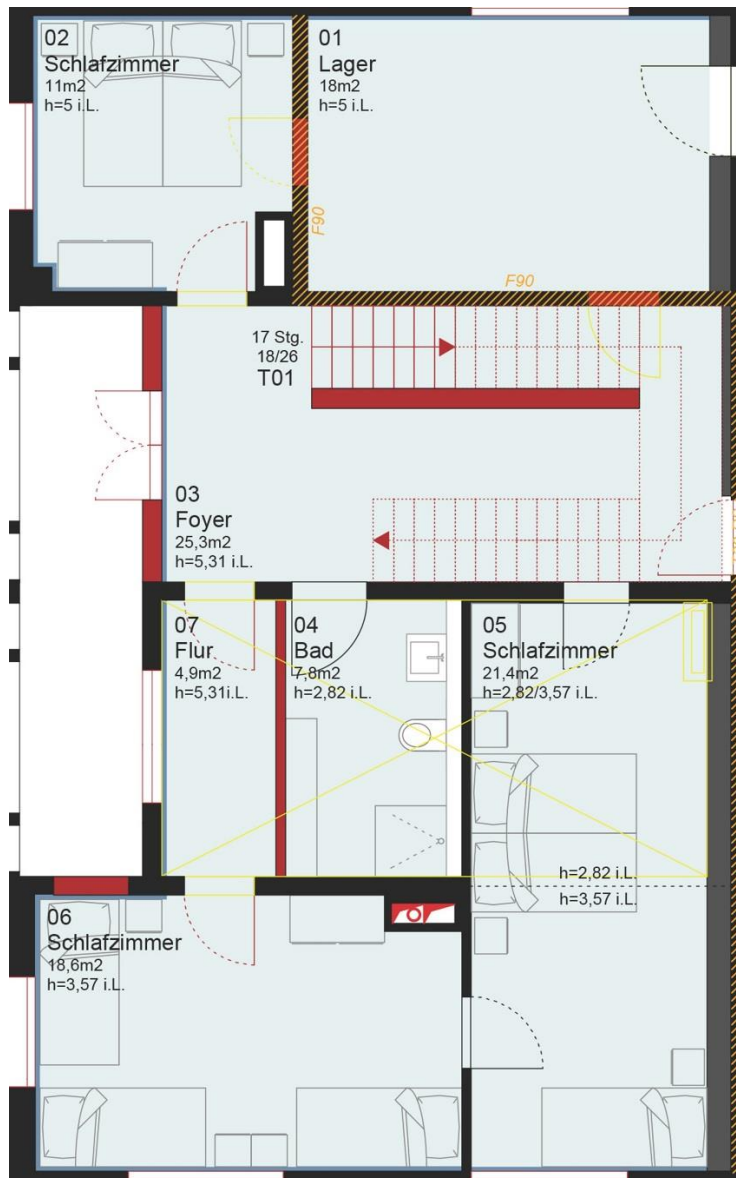 02
Schlafzimmer
11m2
h=5 i.L.
01
Lager
18m2
h=5 i.L.
F90
F90
17 Stg.
18/26
T01
03
Foyer
25,3m2
h=5,31 i.L.
07
Flur
4,9m2
h=5,31i.L.
04
Bad
7,8m2
h=2,82 i.L.
05
Schlafzimmer
21,4m2
h=2,82/3,57 i.L.
h=2,82 i.L.
h=3,57 i.L.
06
Schlafzimmer
18,6m2
h=3,57 i.L.